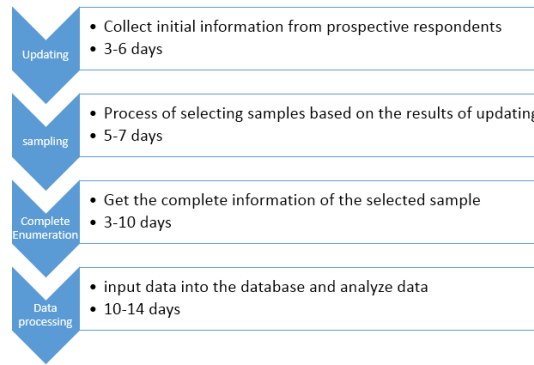 Updating
• Collect initial information from prospective respondents
• 3-6 days
sampling
• Process of selecting samples based on the results of updating
• 5-7 days
Complete
Enumeration
• Get the complete information of the selected sample
• 3-10 days
Data
processing
• input data into the database and analyze data
• 10-14 days